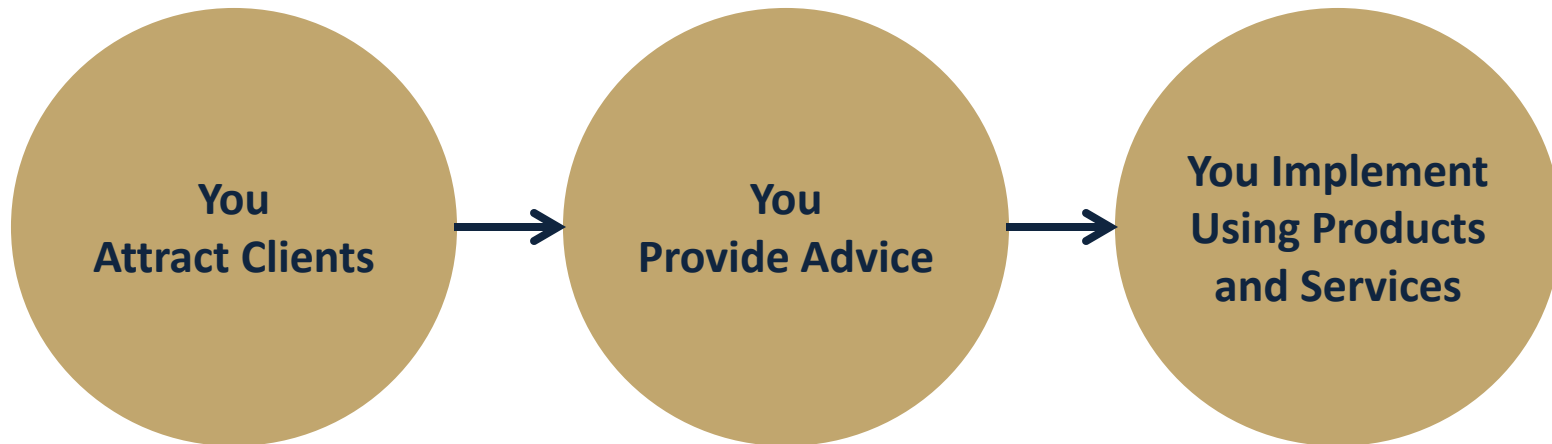 You
Attract Clients
You
Provide Advice
You Implement
Using Products
and Services